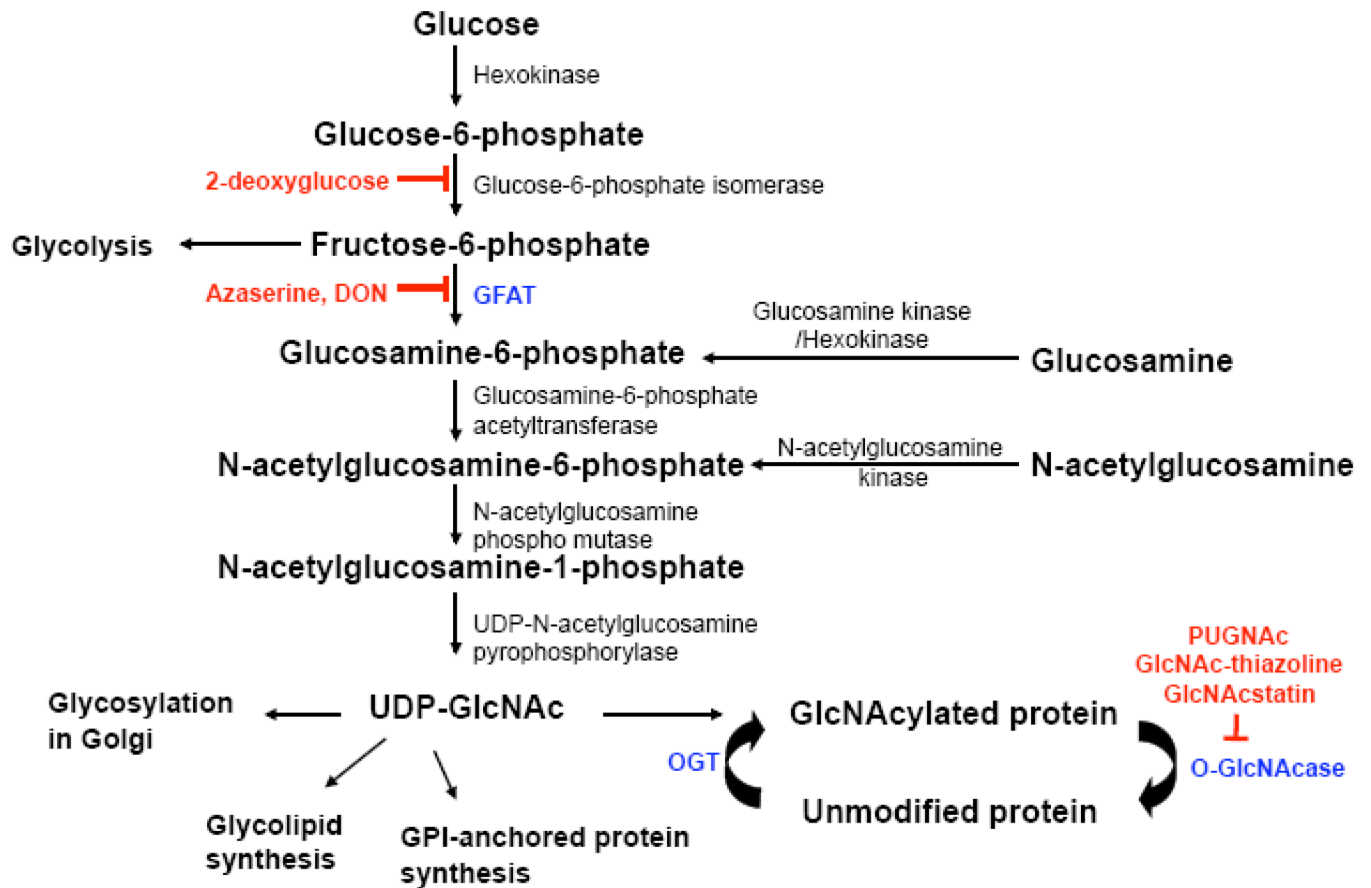 Glucose
Hexokinase
Glucose-6-phosphate
2-deoxyglucose
Glucose-6-phosphate isomerase
Glycolysis
Fructose-6-phosphate
Azaserine, DON
GFAT
Glucosamine kinase
/Hexokinase
Glucosamine-6-phosphate
Glucosamine
Glucosamine-6-phosphate
acetyltransferase
N-acetylglucosamine-6-phosphate
N-acetylglucosamine
kinase
N-acetylglucosamine
N-acetylglucosamine
phospho mutase
N-acetylglucosamine-1-phosphate
UDP-N-acetylglucosamine
pyrophosphorylase
PUGNAc
GlcNAc-thiazoline
GlcNAcstatin
Glycosylation
in Golgi
UDP-GlcNAc
GlcNAcylated protein
OGT
O-GlcNAcase
Unmodified protein
Glycolipid
synthesis
GPI-anchored protein
synthesis